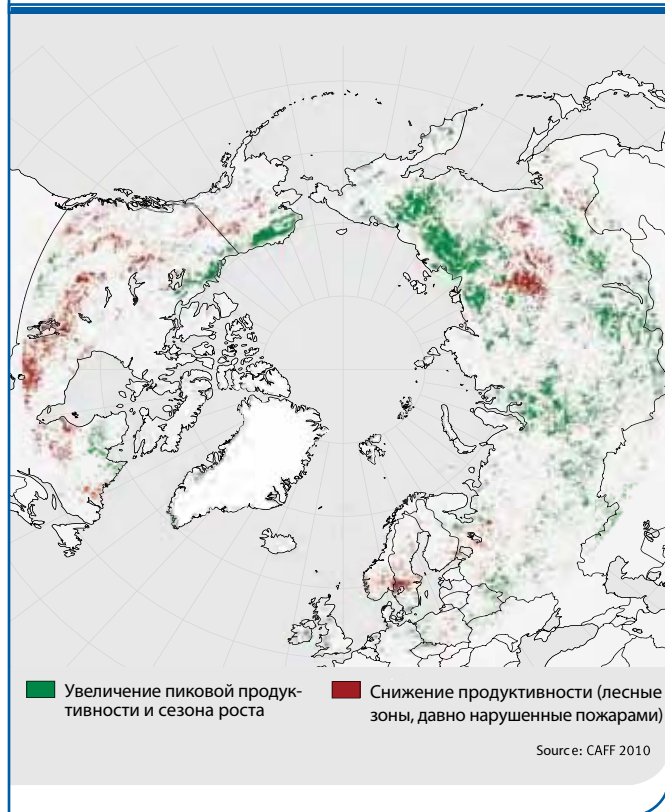 Увеличение пиковой продук-
тивности и сезона роста
Снижение продуктивности (лесные
зоны, давно нарушенные пожарами)
Source: CAFF 2010